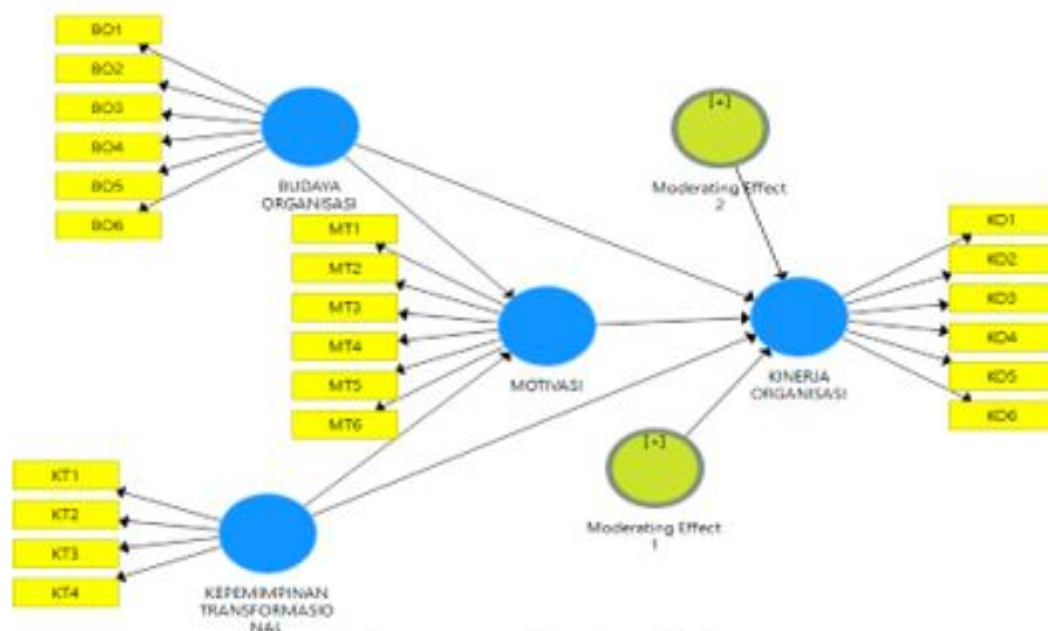 BO1
BO2
BO3
BO4
BO5
BO6
BUDAYA
ORGANISASI
MT1
MT2
MT3
MT4
MT5
MT6
MOTIVASI
[+]
Moderating Effect
2
KO1
KO2
KO3
KO4
KO5
KO6
KINERJA
ORGANISASI
[+]
Moderating Effect
1
KT1
KT2
KT3
KT4
KEPEMIMPINAN
TRANSFORMASIO
NAL